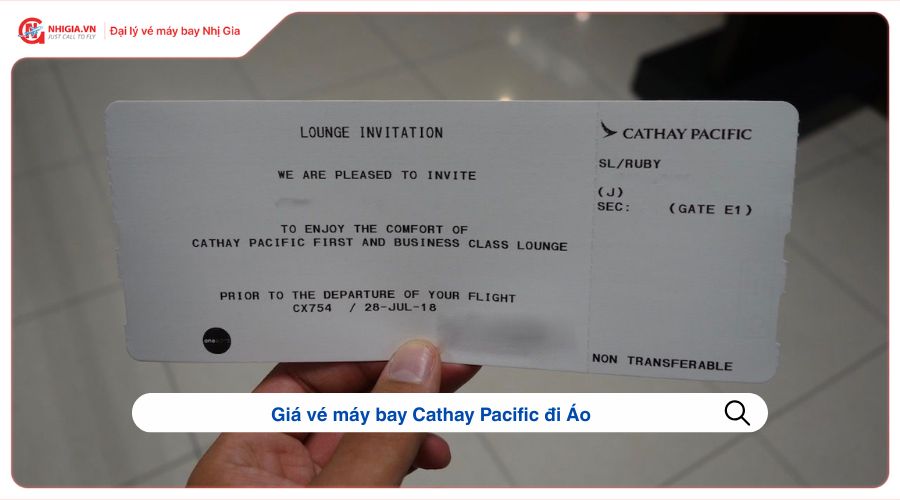 NHIGIA.VN
JUST CALL TO FLY
Đại lý vé máy bay Nhị Gia
LOUNGE INVITATION
WE ARE PLEASED TO INVITE
TO ENJOY THE COMFORT OF
CATHAY PACIFIC FIRST AND BUSINESS CLASS LOUNGE
PRIOR TO THE DEPARTURE OF YOUR FLIGHT
CX754 / 28-JUL-18
CATHAY PACIFIC
SL/RUBY
(J)
SEC: (GATE E1)
NON TRANSFERABLE
Giá vé máy bay Cathay Pacific đi Áo